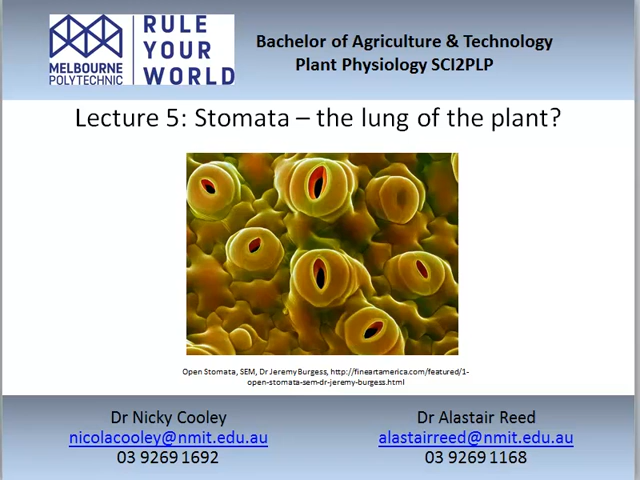 MELBOURNE
POLYTECHNIC
RULE
YOUR
WORLD
Bachelor of Agriculture & Technology
Plant Physiology SCI2PLP
Lecture 5: Stomata – the lung of the plant?
Open Stomata, SEM, Dr Jeremy Burgess, http://fineartamerica.com/featured/1-
open-stomata-sem-dr-jeremy-burgess.html
Dr Nicky Cooley
nicolacooley@nmit.edu.au
03 9269 1692
Dr Alastair Reed
alastairreed@nmit.edu.au
03 9269 1168